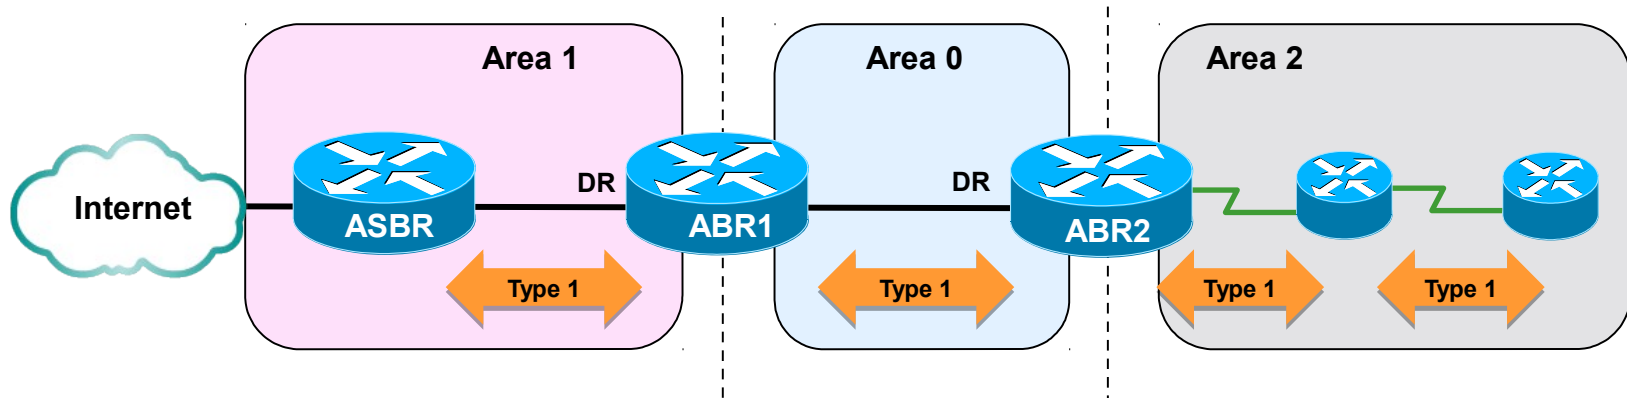 Area 1
Area 0
Area 2
Internet
ASBR
DR
ABR1
DR
ABR2
Type 1
Type 1
Type 1
Type 1